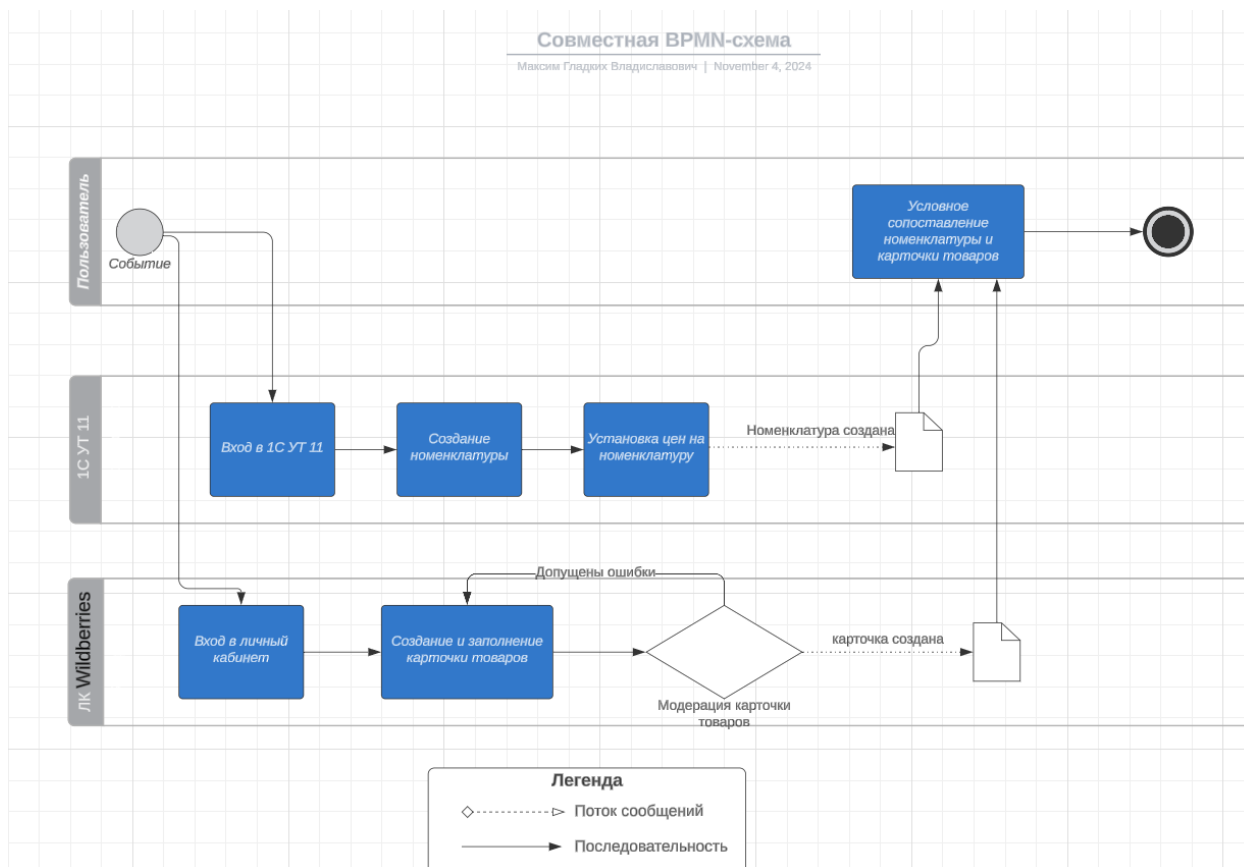 Совместная BPMN-схема
Максим Гладких Владиславович | November 4, 2024
Пользователь
Событие
Условное
сопоставление
номенклатуры и
карточки товаров
1С УТ 11
Вход в 1С УТ 11
Создание
номенклатуры
Установка цен на
номенклатуру
Номенклатура создана
ЛК Wildberries
Вход в личный
кабинет
Создание и заполнение
карточки товаров
Допущены ошибки
Модерация карточки
товаров
карточка создана
Легенда
Поток сообщений
Последовательность